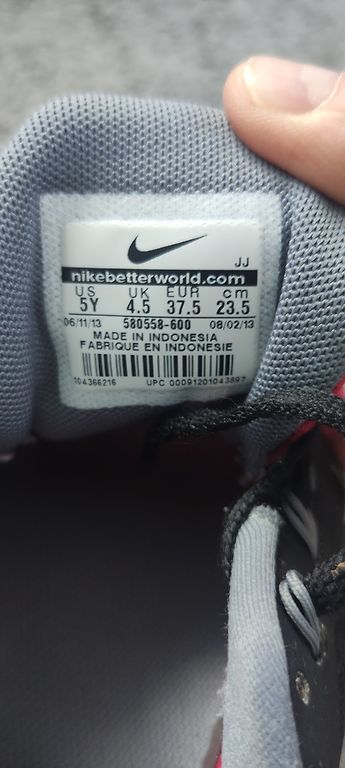 JJ
nikebetterworld.com
US UK EUR cm
5Y 4.5 37.5 23.5
06/11/13 580558-600 08/02/13
MADE IN INDONESIA
FABRIQUE EN INDONESIE
104366216 UPC 00091201043897